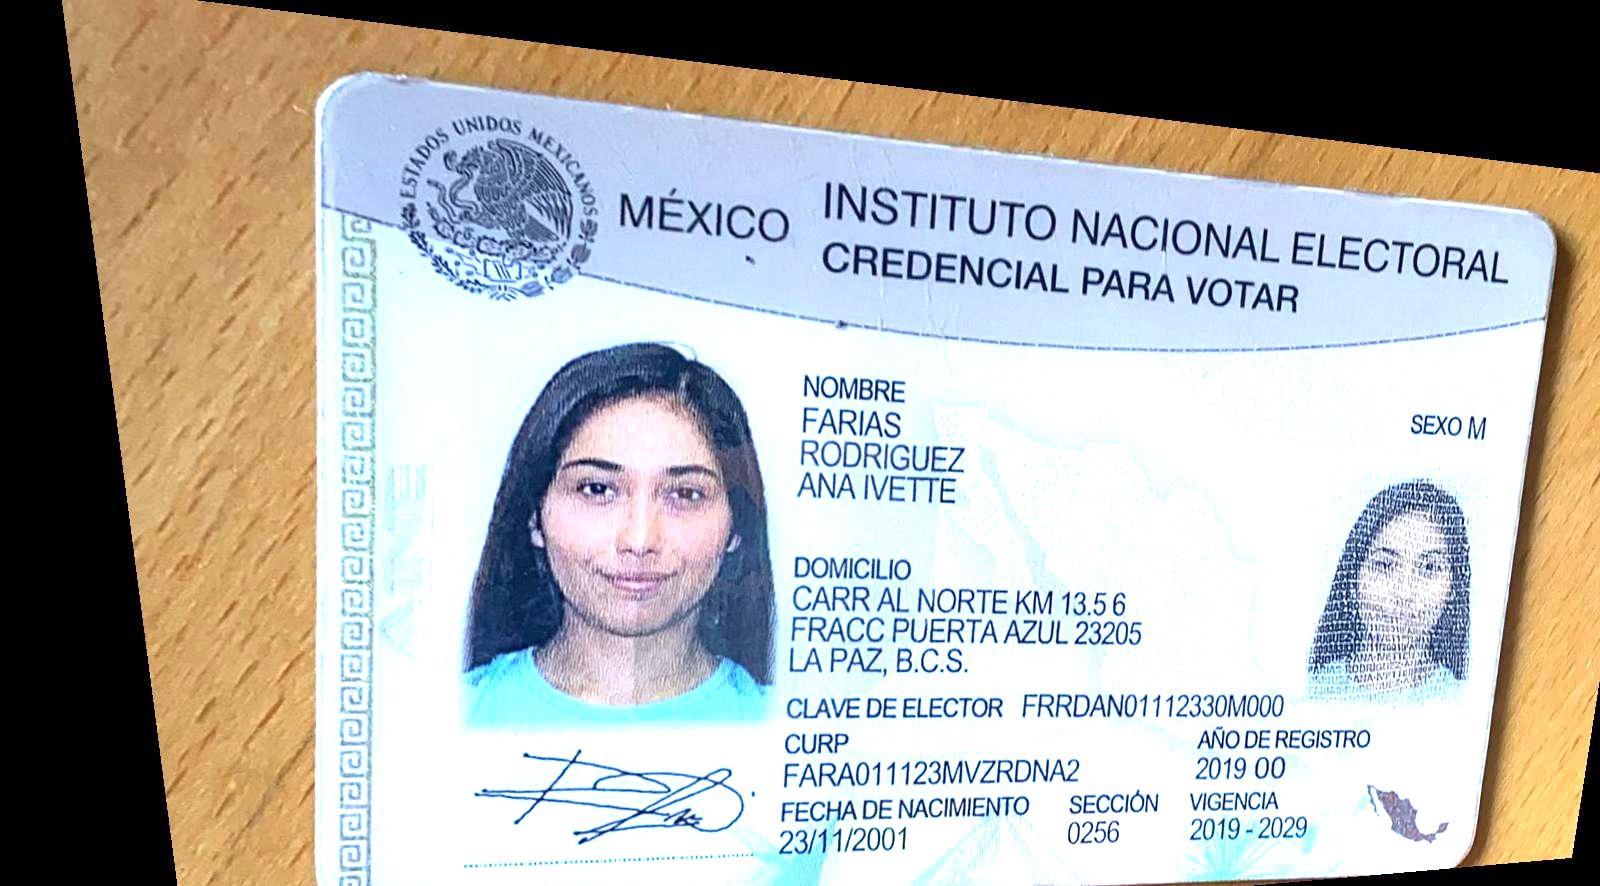 ESTADOS UNIDOS MEXICANOS
MÉXICO
INSTITUTO NACIONAL ELECTORAL
CREDENCIAL PARA VOTAR
NOMBRE
FARIAS
RODRIGUEZ
ANA IVETTE
SEXO M
DOMICILIO
CARR AL NORTE KM 13.5 6
FRACC PUERTA AZUL 23205
LA PAZ, B.C.S.
CLAVE DE ELECTOR FRRDAN01112330M000
CURP
FARA011123MVZRDNA2
AÑO DE REGISTRO
2019 00
FECHA DE NACIMIENTO
23/11/2001
SECCIÓN
0256
VIGENCIA
2019 - 2029